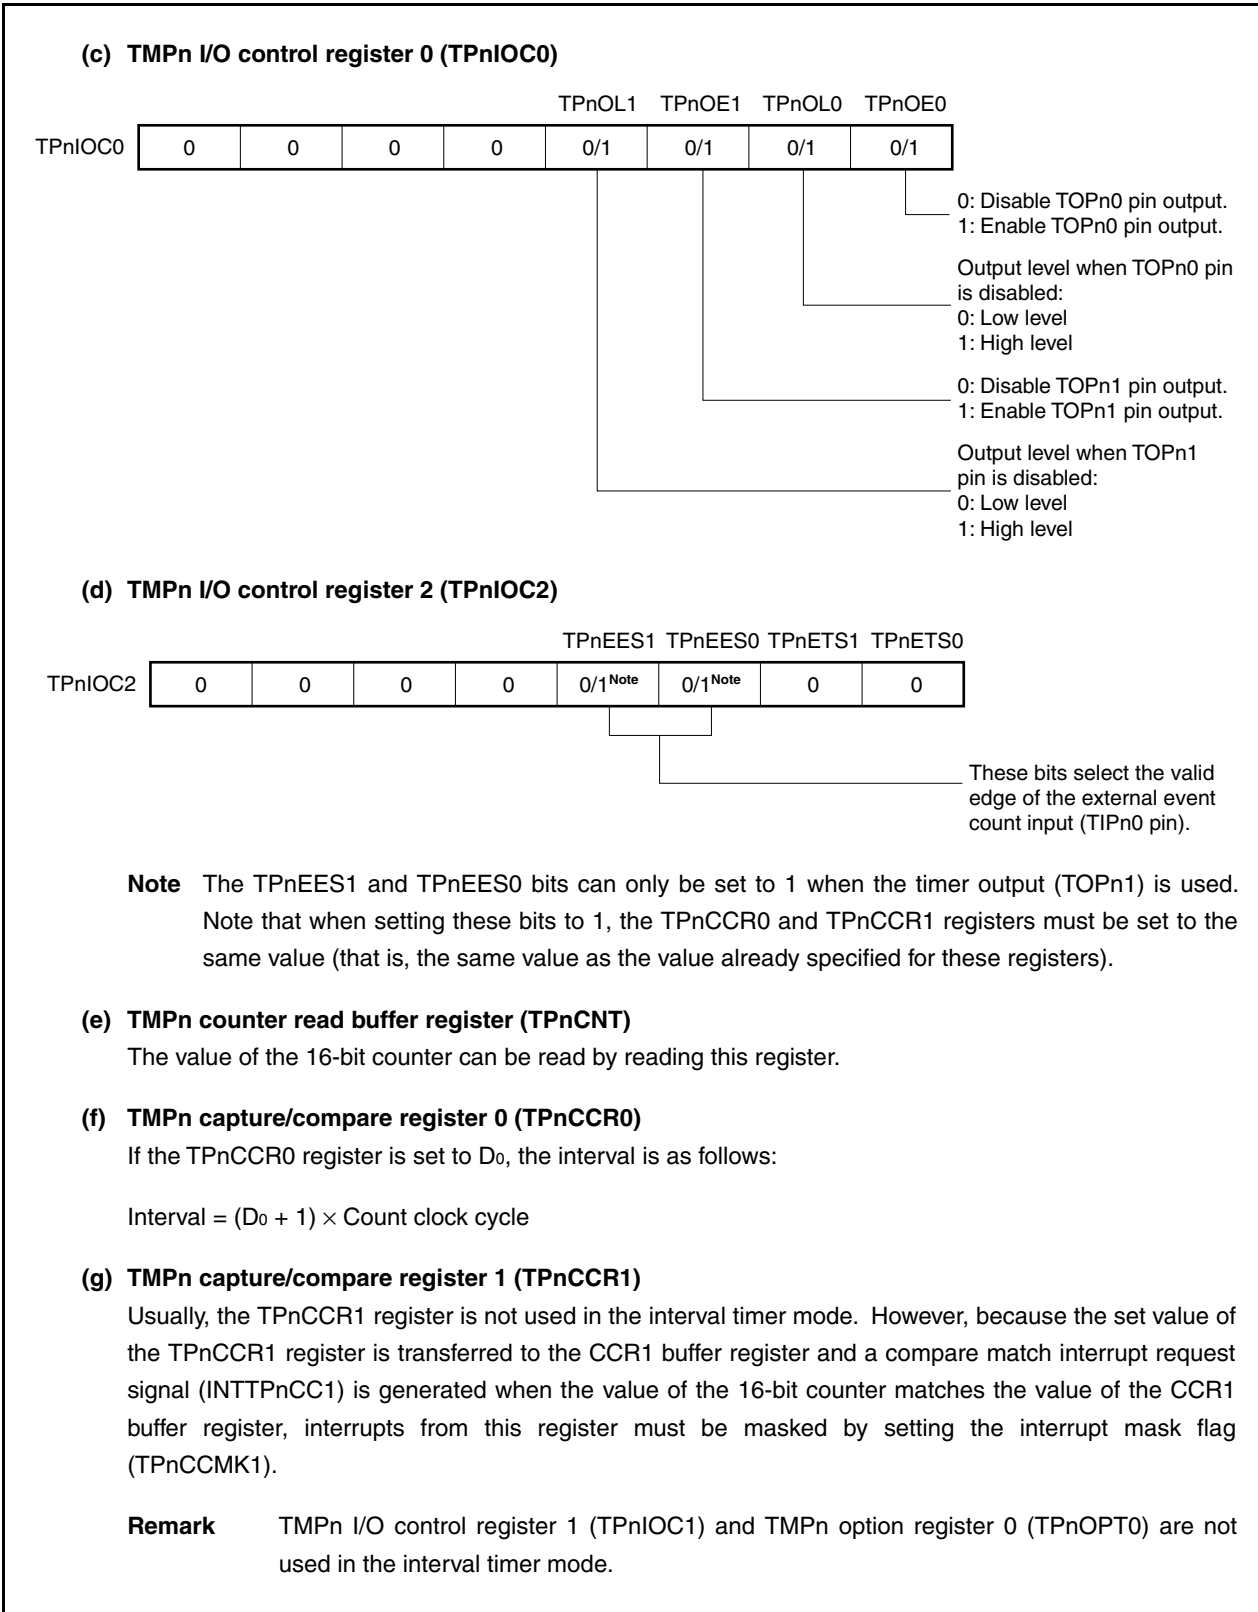 (c) TMPn I/O control register 0 (TPnIOC0)
TPnOL1 TPnOE1 TPnOL0 TPnOE0
TPnIOC0 0 0 0 0 0/1 0/1 0/1 0/1
0: Disable TOPn0 pin output.
1: Enable TOPn0 pin output.
Output level when TOPn0 pin
is disabled:
0: Low level
1: High level
0: Disable TOPn1 pin output.
1: Enable TOPn1 pin output.
Output level when TOPn1
pin is disabled:
0: Low level
1: High level
(d) TMPn I/O control register 2 (TPnIOC2)
TPnEES1 TPnEES0 TPnETS1 TPnETS0
TPnIOC2 0 0 0 0 0/1Note 0/1Note 0 0
These bits select the valid
edge of the external event
count input (TIPn0 pin).
Note The TPnEES1 and TPnEES0 bits can only be set to 1 when the timer output (TOPn1) is used.
Note that when setting these bits to 1, the TPnCCR0 and TPnCCR1 registers must be set to the
same value (that is, the same value as the value already specified for these registers).
(e) TMPn counter read buffer register (TPnCNT)
The value of the 16-bit counter can be read by reading this register.
(f) TMPn capture/compare register 0 (TPnCCR0)
If the TPnCCR0 register is set to D0, the interval is as follows:
Interval = (D0 + 1) × Count clock cycle
(g) TMPn capture/compare register 1 (TPnCCR1)
Usually, the TPnCCR1 register is not used in the interval timer mode. However, because the set value of
the TPnCCR1 register is transferred to the CCR1 buffer register and a compare match interrupt request
signal (INTTPnCC1) is generated when the value of the 16-bit counter matches the value of the CCR1
buffer register, interrupts from this register must be masked by setting the interrupt mask flag
(TPnCCMK1).
Remark TMPn I/O control register 1 (TPnIOC1) and TMPn option register 0 (TPnOPT0) are not
used in the interval timer mode.